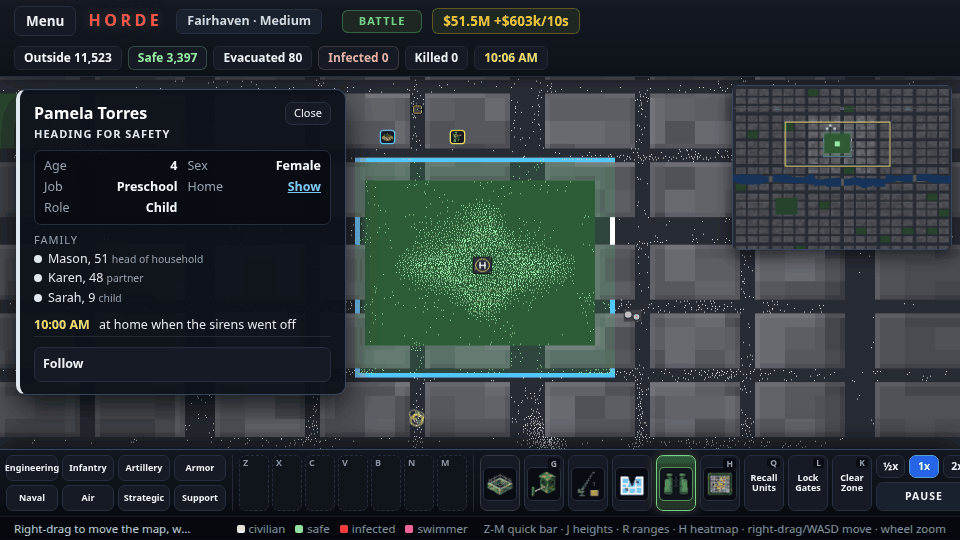 Menu HORDE Fairhaven · Medium BATTLE $51.5M +$603k/10s
Outside 11,523 Safe 3,397 Evacuated 80 Infected 0 Killed 0 10:06 AM
Pamela Torres Close
HEADING FOR SAFETY
Age 4 Sex Female
Job Preschool Home Show
Role Child
FAMILY
Mason, 51 head of household
Karen, 48 partner
Sarah, 9 child
10:00 AM at home when the sirens went off
Follow
H
Engineering Infantry Artillery Armor
Naval Air Strategic Support
Z X C V B N M
G H
Q Recall Units
L Lock Gates
K Clear Zone
½x 1x 2x
PAUSE
Right-drag to move the map, w... civilian safe infected swimmer Z-M quick bar · J heights · R ranges · H heatmap · right-drag/WASD move · wheel zoom